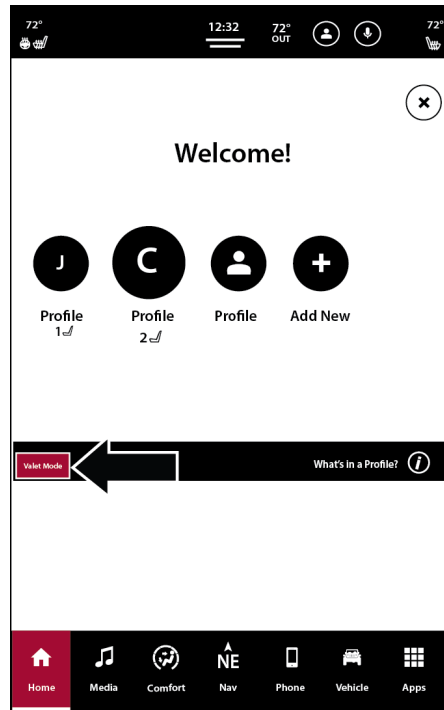 72° 12:32 72° OUT 72°
Welcome!
J C
Profile 1 Profile 2 Profile Add New
Valet Mode What's in a Profile? i
NE
Home Media Comfort Nav Phone Vehicle Apps